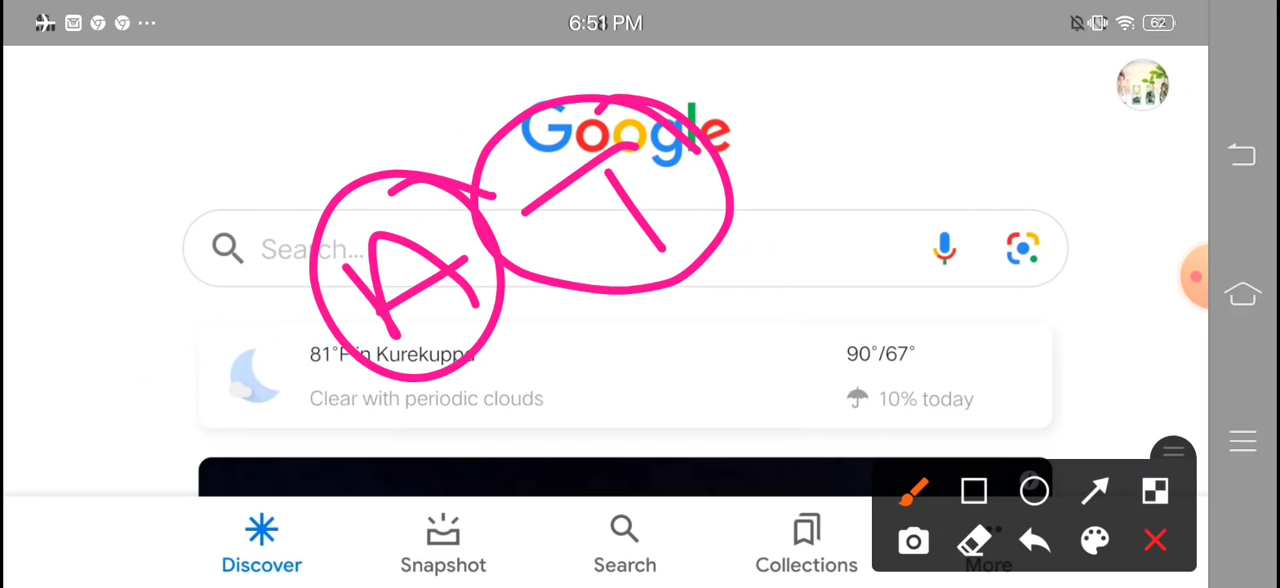 6:51 PM
62
Google
A T
Search...
81°F in Kurekuppa
90°/67°
Clear with periodic clouds
10% today
Discover
Snapshot
Search
Collections
More